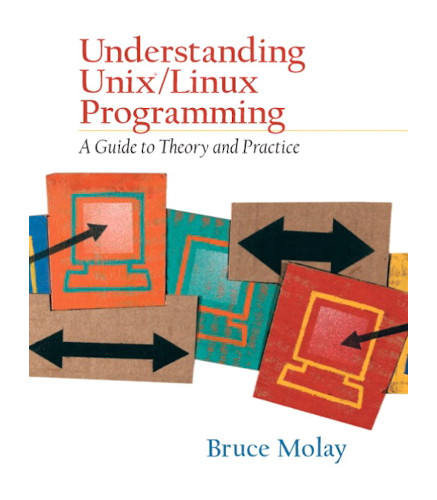 Understanding
Unix/Linux
Programming
A Guide to Theory and Practice
Bruce Molay